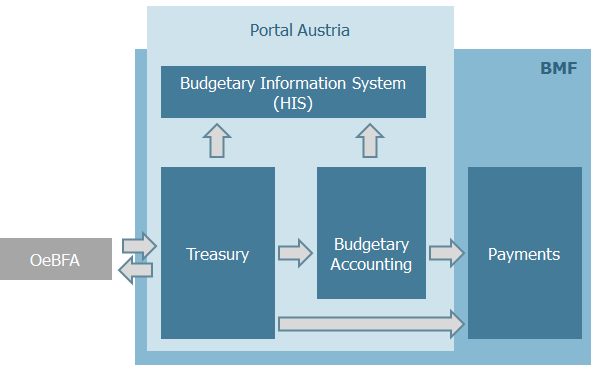 Portal Austria
BMF
Budgetary Information System
(HIS)
OeBFA
Treasury
Budgetary
Accounting
Payments